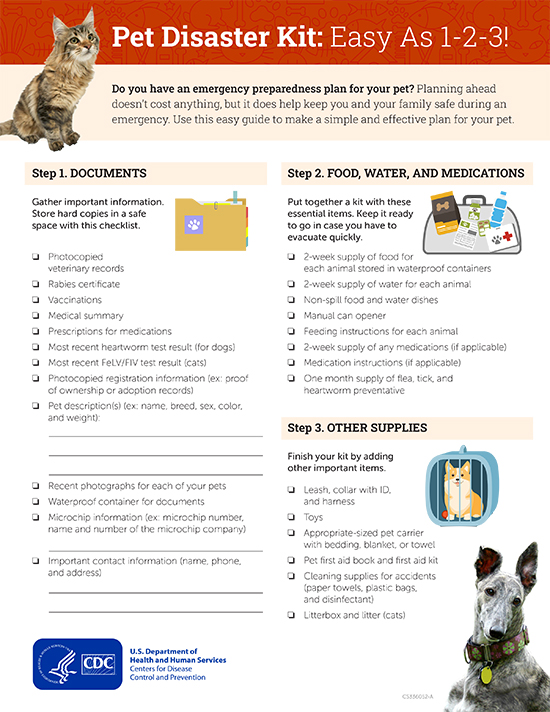 Pet Disaster Kit: Easy As 1-2-3!
Do you have an emergency preparedness plan for your pet? Planning ahead
doesn't cost anything, but it does help keep you and your family safe during an
emergency. Use this easy guide to make a simple and effective plan for your pet.
Step 1. DOCUMENTS
Gather important information.
Store hard copies in a safe
space with this checklist.
Photocopied
veterinary records
Rabies certificate
Vaccinations
Medical summary
Prescriptions for medications
Most recent heartworm test result (for dogs)
Most recent FeLV/FIV test result (cats)
Photocopied registration information (ex: proof
of ownership or adoption records)
Pet description(s) (ex: name, breed, sex, color,
and weight):
Recent photographs for each of your pets
Waterproof container for documents
Microchip information (ex: microchip number,
name and number of the microchip company)
Important contact information (name, phone,
and address)
Step 2. FOOD, WATER, AND MEDICATIONS
Put together a kit with these
essential items. Keep it ready
to go in case you have to
evacuate quickly.
2-week supply of food for
each animal stored in waterproof containers
2-week supply of water for each animal
Non-spill food and water dishes
Manual can opener
Feeding instructions for each animal
2-week supply of any medications (if applicable)
Medication instructions (if applicable)
One month supply of flea, tick, and
heartworm preventative
Step 3. OTHER SUPPLIES
Finish your kit by adding
other important items.
Leash, collar with ID,
and harness
Toys
Appropriate-sized pet carrier
with bedding, blanket, or towel
Pet first aid book and first aid kit
Cleaning supplies for accidents
(paper towels, plastic bags,
and disinfectant)
Litterbox and litter (cats)
CDC
U.S. Department of
Health and Human Services
Centers for Disease
Control and Prevention